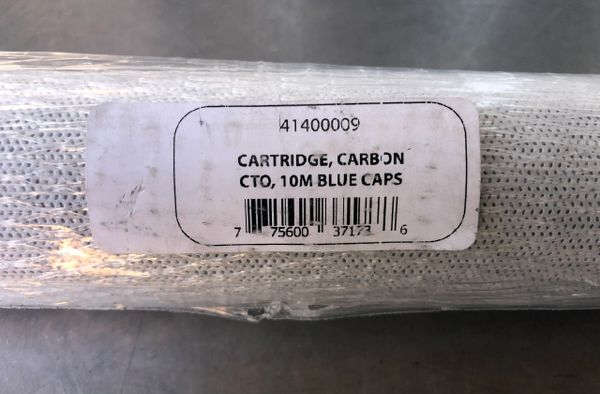 41400009
CARTRIDGE, CARBON
CTO, 10M BLUE CAPS
7 75600 37173 6